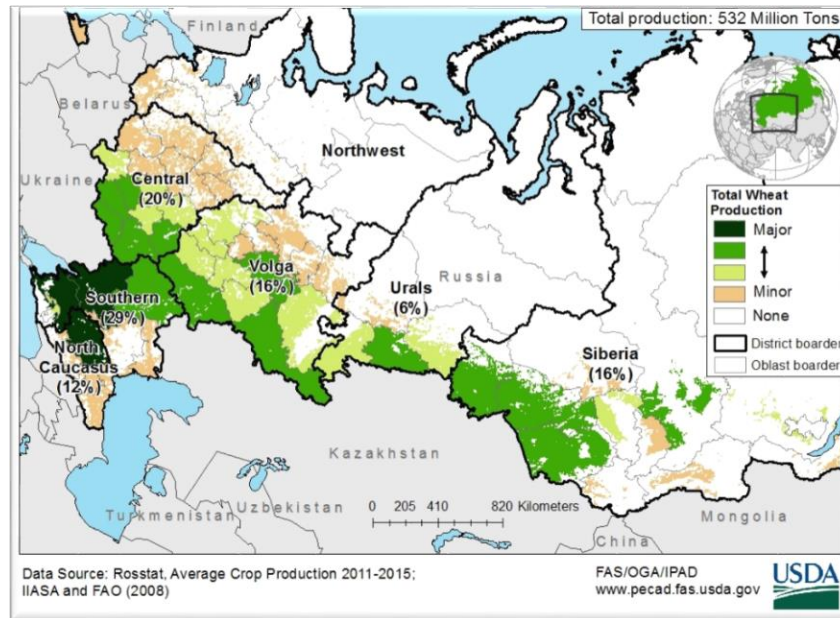 Total production: 532 Million Tons
Finland
Belarus
Northwest
Ukraine
Central
(20%)
Volga
(16%)
Urals
(6%)
Russia
Southern
(29%)
North
Caucasus
(12%)
Siberia
(16%)
Kazakhstan
Uzbekistan
Turkmenistan
Mongolia
China
0 205 410 820 Kilometers
Total Wheat
Production
Major
Minor
None
District boarder
Oblast boarder
Data Source: Rosstat, Average Crop Production 2011-2015;
IIASA and FAO (2008)
FAS/OGA/IPAD
www.pecad.fas.usda.gov
USDA